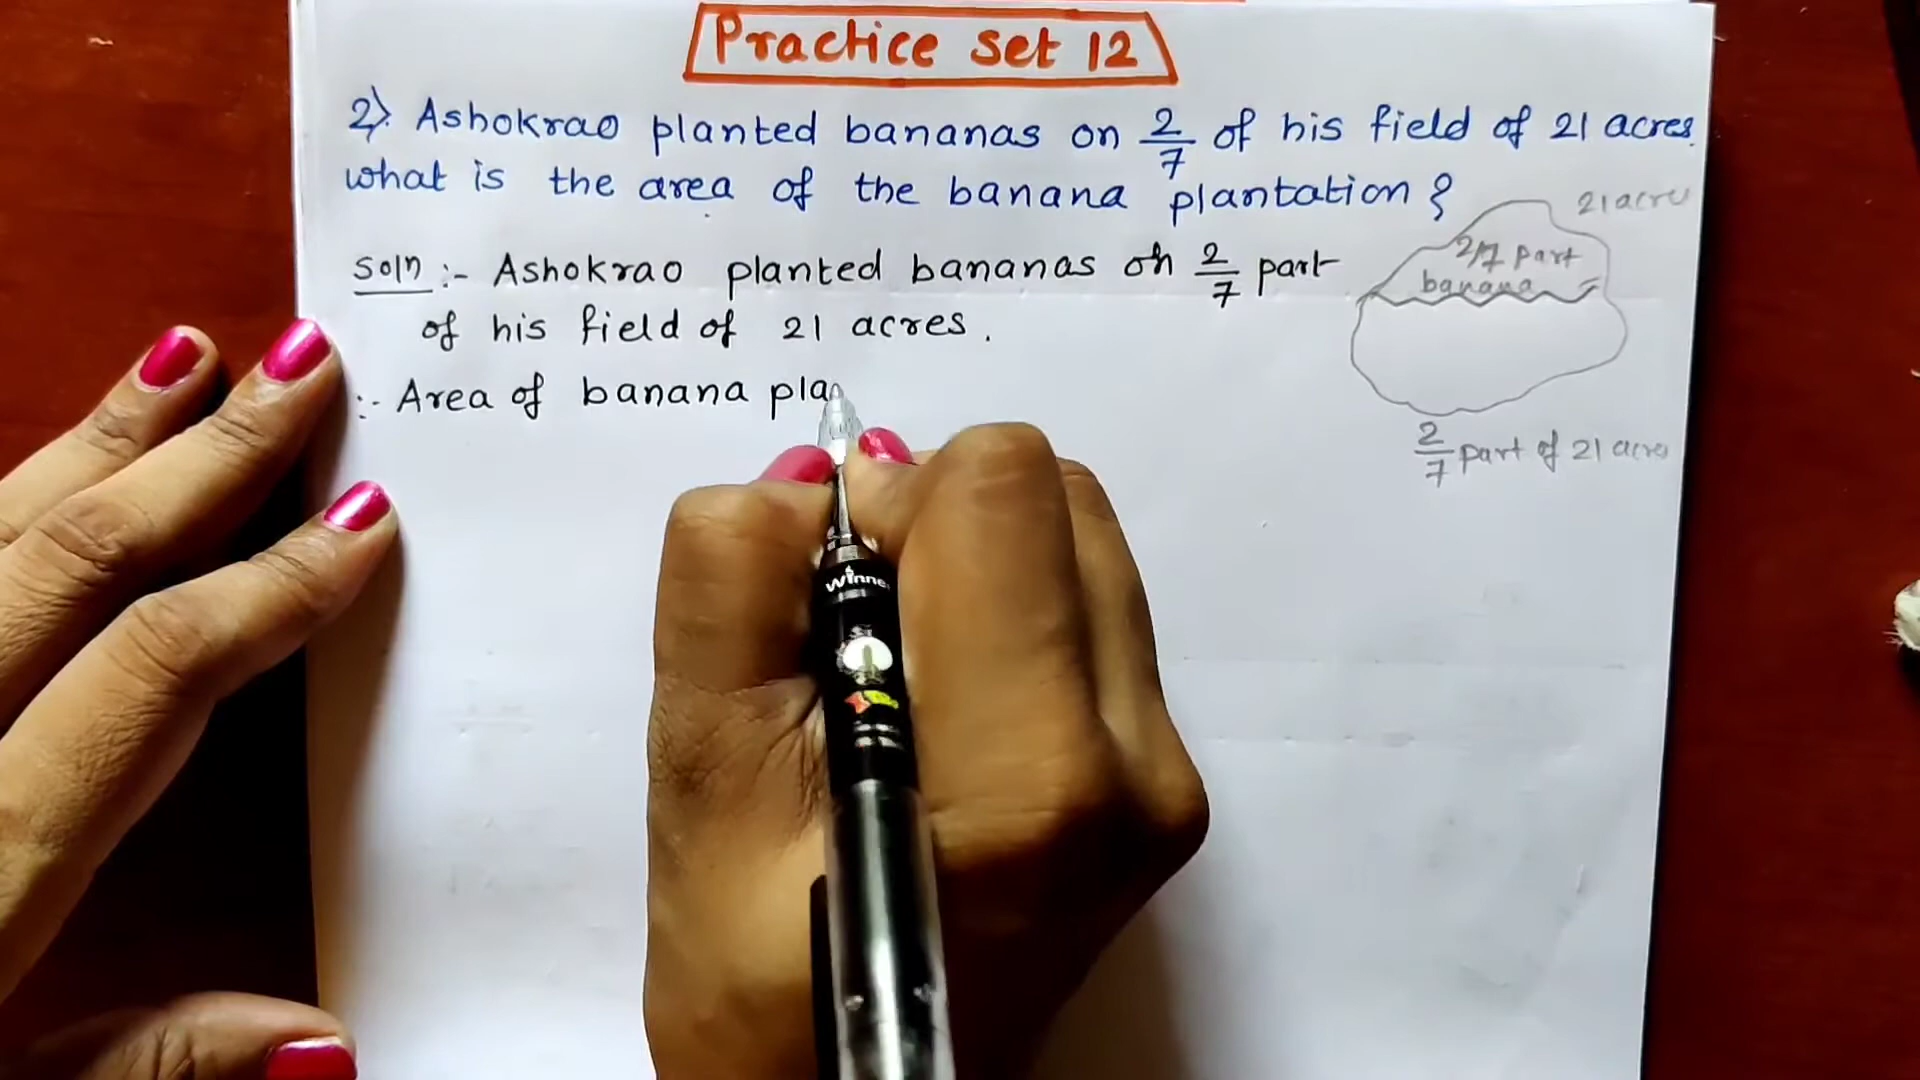 Practice set 12
2) Ashokrao planted bananas on 2/7 of his field of 21 acres.
what is the area of the banana plantation ?
21 acres
2/7 part
banana
Soln :- Ashokrao planted bananas on 2/7 part
of his field of 21 acres.
:- Area of banana pla
2/7 part of 21 acres
Winne